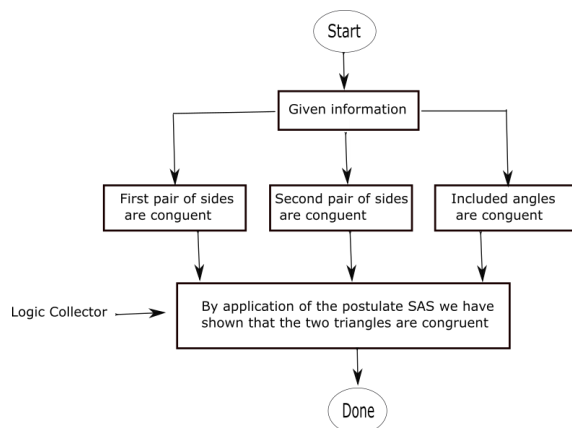 Start
Given information
First pair of sides
are conguent
Second pair of sides
are conguent
Included angles
are conguent
Logic Collector
By application of the postulate SAS we have
shown that the two triangles are congruent
Done